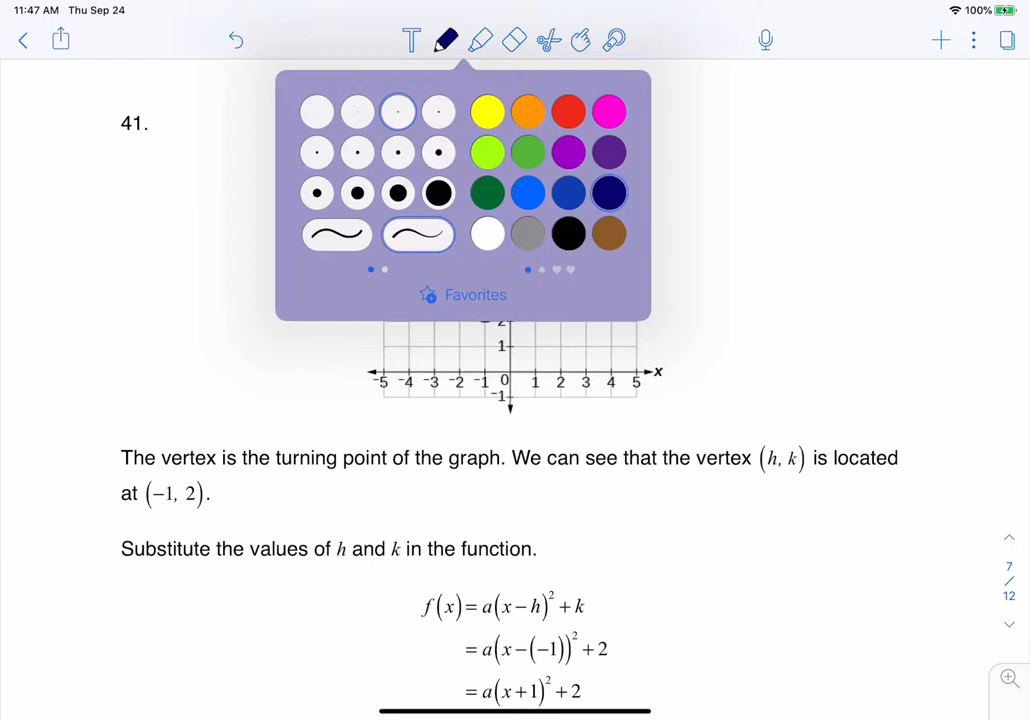 11:47 AM Thu Sep 24
100%
41.
Favorites
2
1
-5 -4 -3 -2 -1 0 1 2 3 4 5 x
-1
The vertex is the turning point of the graph. We can see that the vertex (h, k) is located
at (−1, 2).
Substitute the values of h and k in the function.
f(x) = a(x − h)² + k
= a(x − (−1))² + 2
= a(x + 1)² + 2
7
/
12